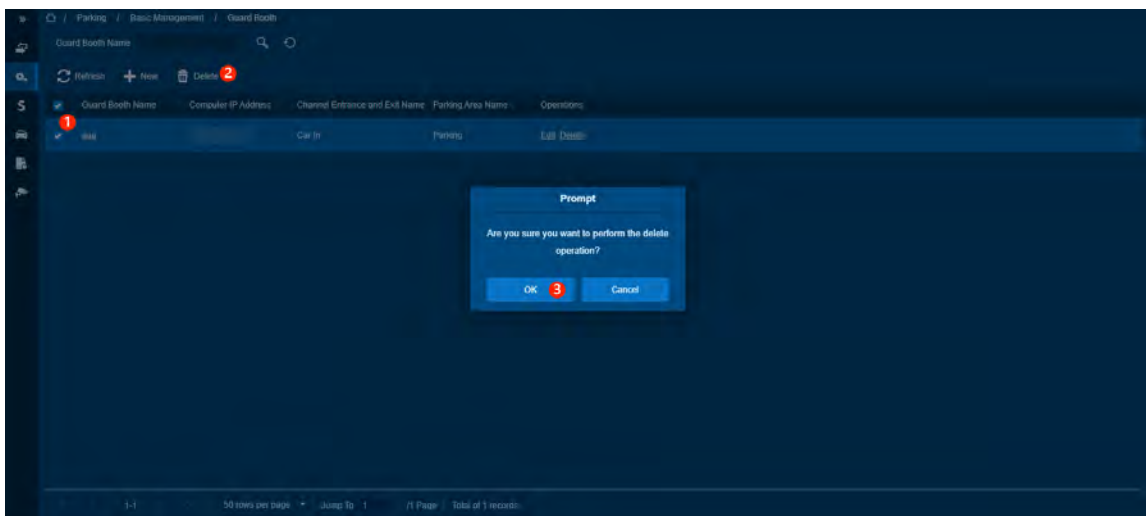 / Parking / Basic Management / Guard Booth
Guard Booth Name
Refresh New Delete 2
Guard Booth Name Computer IP Address Channel Entrance and Exit Name Parking Area Name Operations
1
Car In Parking Edit Delete
Prompt
Are you sure you want to perform the delete
operation?
OK 3 Cancel
1-1 50 rows per page Jump To 1 /1 Page Total of 1 records